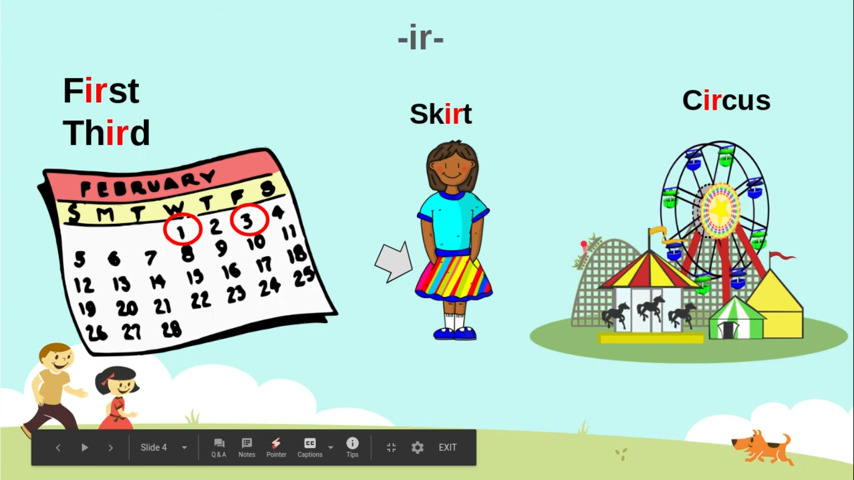 -ir-
First
Third
Skirt
Circus
FEBRUARY
S M T W T F S
1 2 3 4
5 6 7 8 9 10 11
12 13 14 15 16 17 18
19 20 21 22 23 24 25
26 27 28
Slide 4
Q & A Notes Pointer Captions Tips
EXIT